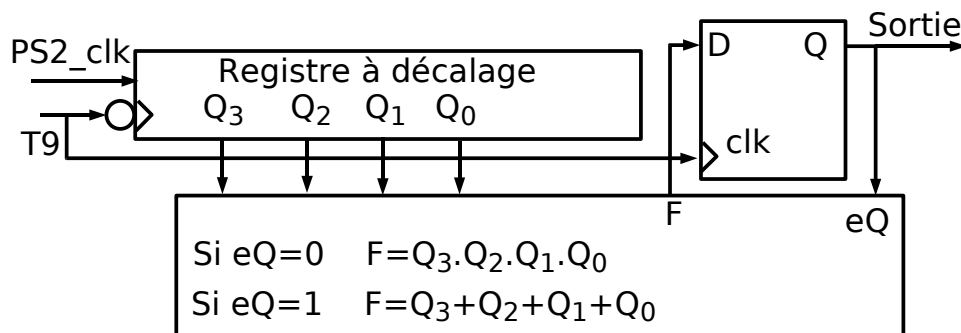 Sortie
PS2_clk
D Q
Registre à décalage
Q3 Q2 Q1 Q0
T9
clk
F
eQ
Si eQ=0 F=Q3.Q2.Q1.Q0
Si eQ=1 F=Q3+Q2+Q1+Q0